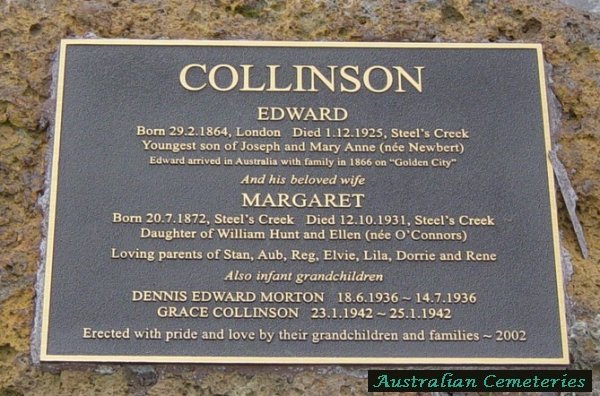 COLLINSON
EDWARD
Born 29.2.1864, London Died 1.12.1925, Steel's Creek
Youngest son of Joseph and Mary Anne (née Newbert)
Edward arrived in Australia with family in 1866 on "Golden City"
And his beloved wife
MARGARET
Born 20.7.1872, Steel's Creek Died 12.10.1931, Steel's Creek
Daughter of William Hunt and Ellen (née O'Connors)
Loving parents of Stan, Aub, Reg, Elvie, Lila, Dorrie and Rene
Also infant grandchildren
DENNIS EDWARD MORTON 18.6.1936 ~ 14.7.1936
GRACE COLLINSON 23.1.1942 ~ 25.1.1942
Erected with pride and love by their grandchildren and families ~ 2002
Australian Cemeteries